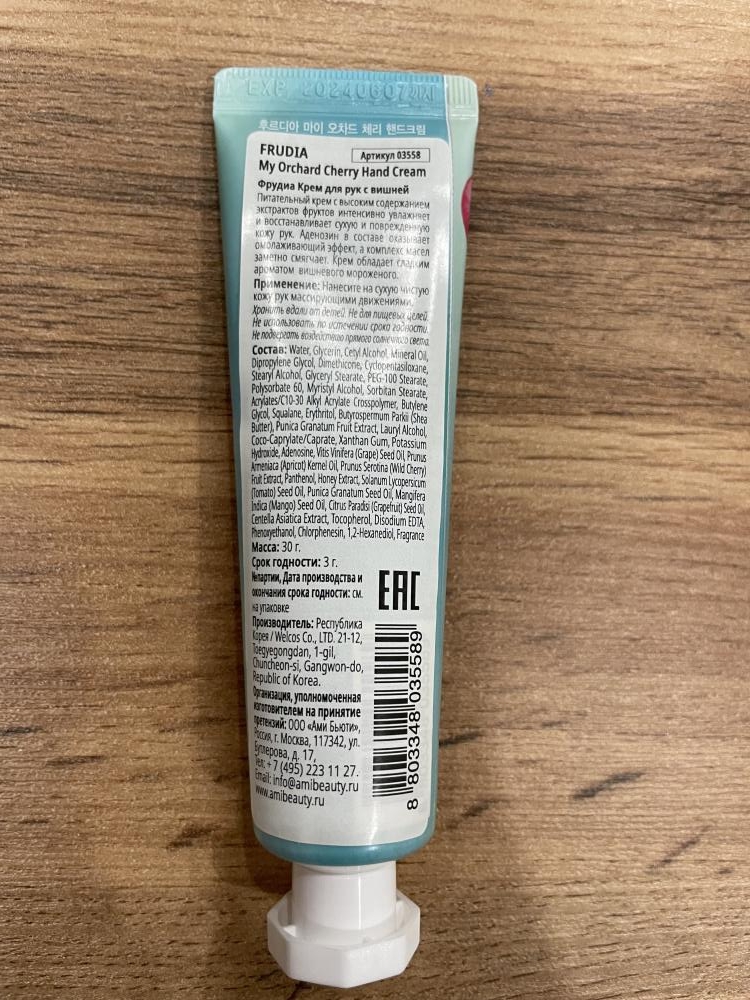 EXP 20240607
후르디아 마이 오차드 체리 핸드크림
FRUDIA
Артикул 03558
My Orchard Cherry Hand Cream
Фрудиа Крем для рук с вишней
Питательный крем с высоким содержанием
экстрактов фруктов интенсивно увлажняет
и восстанавливает сухую и поврежденную
кожу рук. Аденозин в составе оказывает
омолаживающий эффект, а комплекс масел
заметно смягчает. Крем обладает сладким
ароматом вишневого мороженого.
Применение: Нанесите на сухую чистую
кожу рук массирующими движениями.
Хранить вдали от детей. Не для пищевых целей.
Не использовать по истечении срока годности.
Не подвергать воздействию прямого солнечного света.
Состав: Water, Glycerin, Cetyl Alcohol, Mineral Oil,
Dipropylene Glycol, Dimethicone, Cyclopentasiloxane,
Stearyl Alcohol, Glyceryl Stearate, PEG-100 Stearate,
Polysorbate 60, Myristyl Alcohol, Sorbitan Stearate,
Acrylates/C10-30 Alkyl Acrylate Crosspolymer, Butylene
Glycol, Squalane, Erythritol, Butyrospermum Parkii (Shea
Butter), Punica Granatum Fruit Extract, Lauryl Alcohol,
Coco-Caprylate/Caprate, Xanthan Gum, Potassium
Hydroxide, Adenosine, Vitis Vinifera (Grape) Seed Oil, Prunus
Armeniaca (Apricot) Kernel Oil, Prunus Serotina (Wild Cherry)
Fruit Extract, Panthenol, Honey Extract, Solanum Lycopersicum
(Tomato) Seed Oil, Punica Granatum Seed Oil, Mangifera
Indica (Mango) Seed Oil, Citrus Paradisi (Grapefruit) Seed Oil,
Centella Asiatica Extract, Tocopherol, Disodium EDTA,
Phenoxyethanol, Chlorphenesin, 1,2-Hexanediol, Fragrance
Масса: 30 г.
Срок годности: 3 г.
№партии, Дата производства и
окончания срока годности: см.
на упаковке
EAC
Производитель: Республика
Корея / Welcos Co., LTD. 21-12,
Toegyegongdan, 1-gil,
Chuncheon-si, Gangwon-do,
Republic of Korea.
Организация, уполномоченная
изготовителем на принятие
претензий: ООО «Ами Бьюти»,
Россия, г. Москва, 117342, ул.
Бутлерова, д. 17,
Тел: +7 (495) 223 11 27.
Email: info@amibeauty.ru
www.amibeauty.ru
8 803348 035589